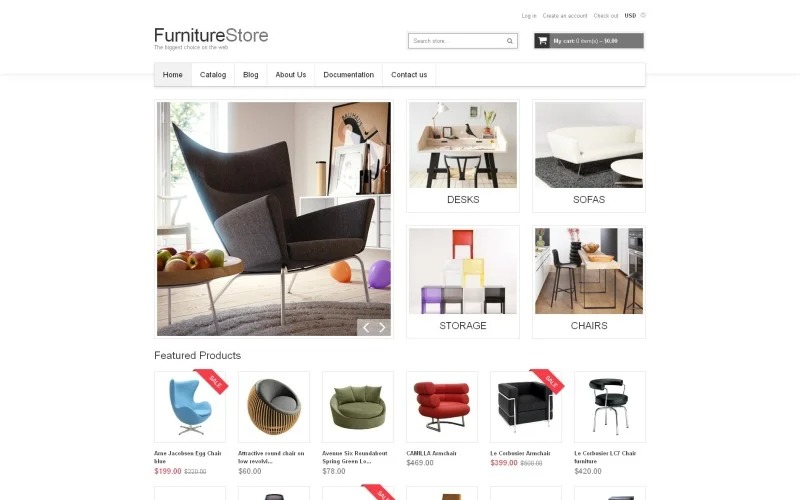 Log in Create an account Check out USD
FurnitureStore
The biggest choice on the web
Search store...
My cart: 0 item(s) - $0.00
Home Catalog Blog About Us Documentation Contact us
BAUHAUS
DESKS
SOFAS
STORAGE
CHAIRS
Featured Products
SALE
SALE
Arne Jacobsen Egg Chair
blue
$199.00 $220.00
Attractive round chair on
low revolvi...
$60.00
Avenue Six Roundabout
Spring Green Lo...
$78.00
CAMILLA Armchair
$469.00
Le Corbusier Armchair
$399.00 $500.00
Le Corbusier LC7 Chair
furniture
$420.00
SALE